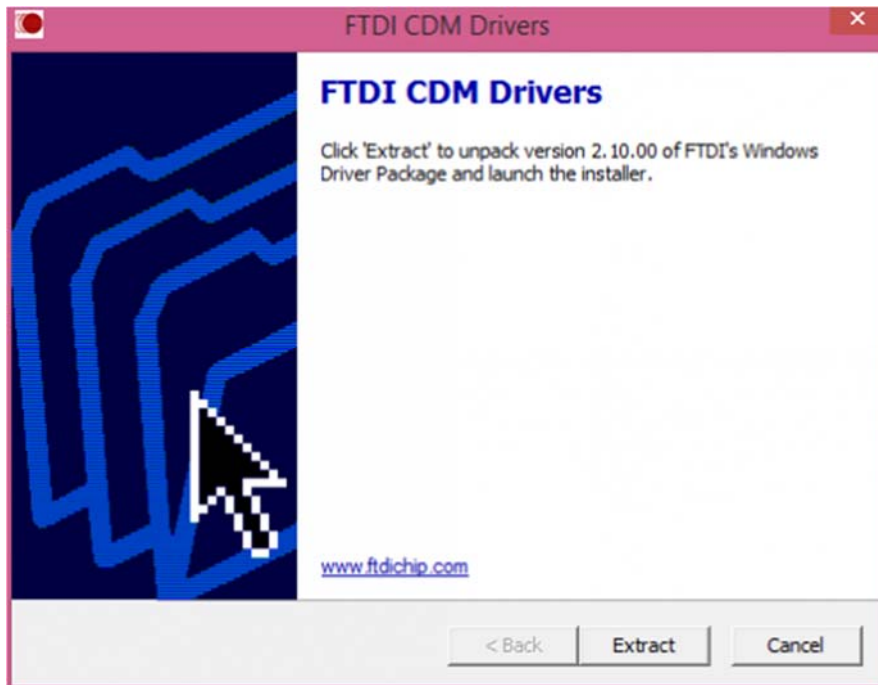 FTDI CDM Drivers
FTDI CDM Drivers
Click 'Extract' to unpack version 2.10.00 of FTDI's Windows
Driver Package and launch the installer.
www.ftdichip.com
< Back Extract Cancel